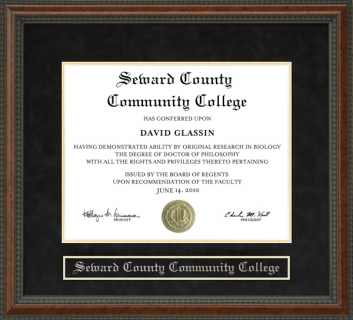 Seward County
Community College
HAS CONFERRED UPON
DAVID GLASSIN
HAVING DEMONSTRATED ABILITY BY ORIGINAL RESEARCH IN BIOLOGY
THE DEGREE OF DOCTOR OF PHILOSOPHY
WITH ALL THE RIGHTS AND PRIVILEGES THERETO PERTAINING
ISSUED BY THE BOARD OF REGENTS
UPON RECOMMENDATION OF THE FACULTY
JUNE 14, 2010
PROVOST
PRESIDENT
Seward County Community College